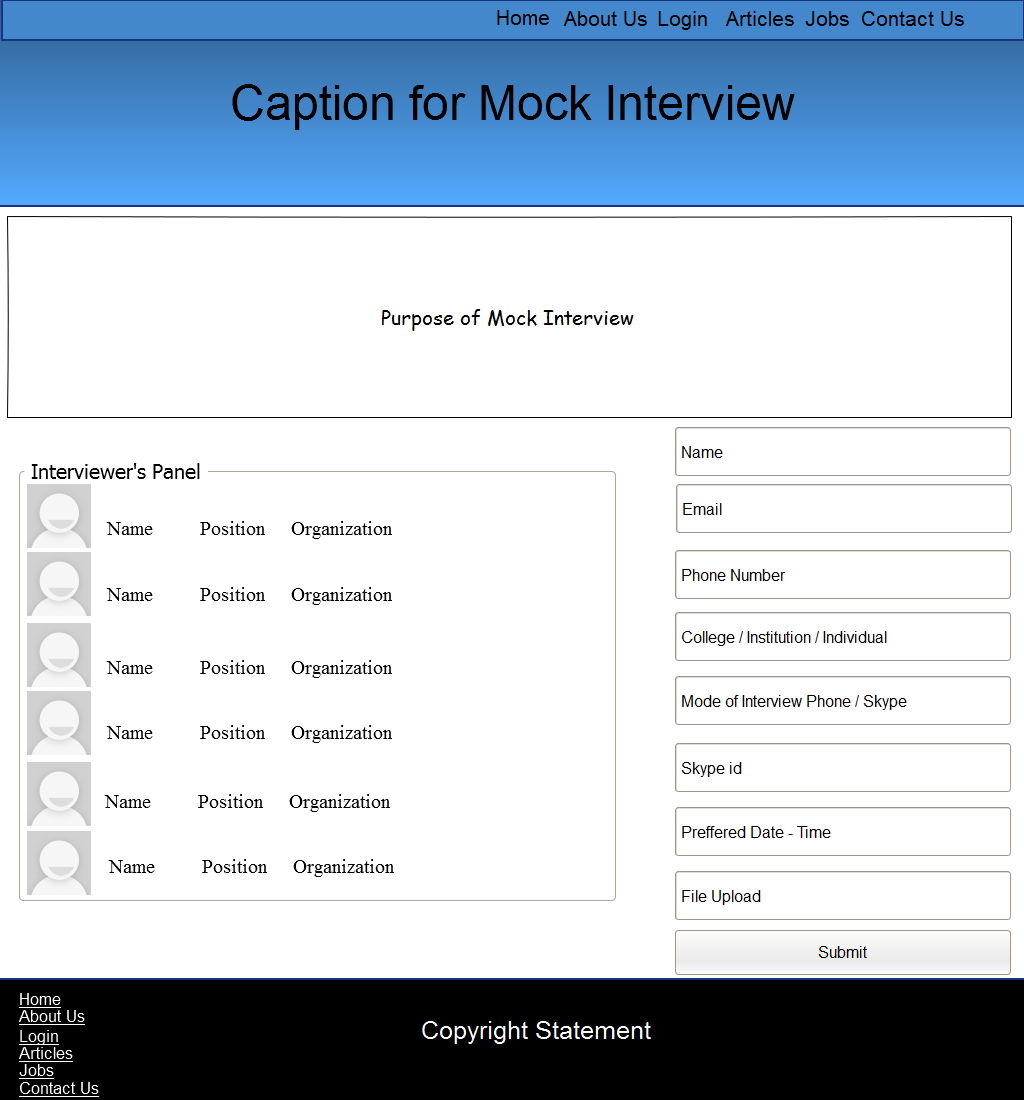 Home About Us Login Articles Jobs Contact Us
Caption for Mock Interview
Purpose of Mock Interview
Interviewer's Panel
Name Position Organization
Name Position Organization
Name Position Organization
Name Position Organization
Name Position Organization
Name Position Organization
Name
Email
Phone Number
College / Institution / Individual
Mode of Interview Phone / Skype
Skype id
Preffered Date - Time
File Upload
Submit
Home
About Us
Login
Articles
Jobs
Contact Us
Copyright Statement